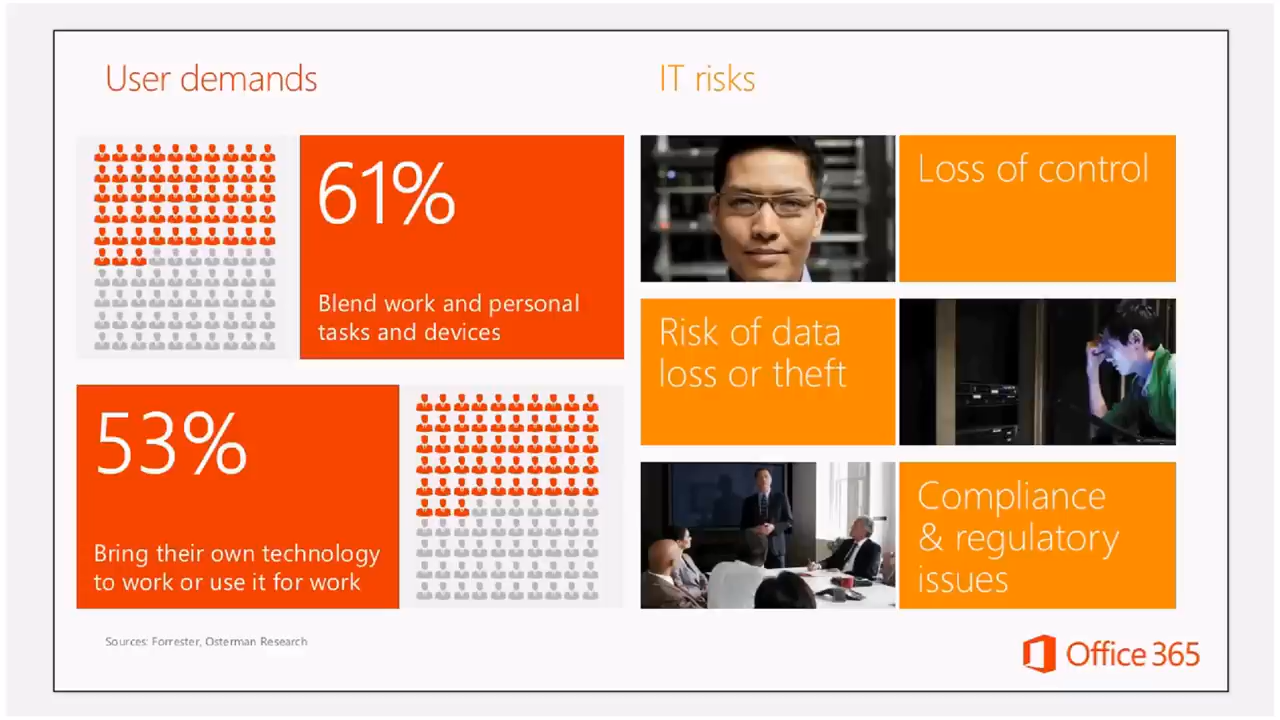 User demands
61%
Blend work and personal
tasks and devices
53%
Bring their own technology
to work or use it for work
Sources: Forrester, Osterman Research
IT risks
Loss of control
Risk of data
loss or theft
Compliance
& regulatory
issues
Office 365